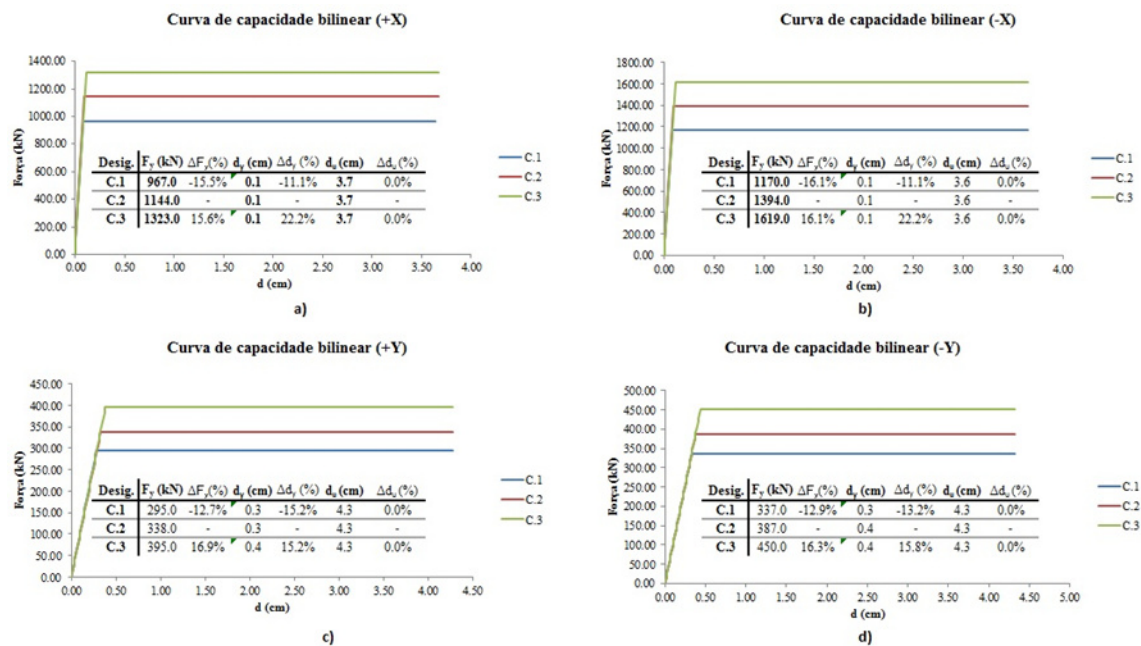 Curva de capacidade bilinear (+X)
Força (kN)
1400.00
1200.00
1000.00
800.00
600.00
400.00
200.00
0.00
Desig. Fy (kN) ΔFy(%) dy (cm) Δdy (%) du (cm) Δdu (%)
C.1 967.0 -15.5% 0.1 -11.1% 3.7 0.0%
C.2 1144.0 - 0.1 - 3.7 -
C.3 1323.0 15.6% 0.1 22.2% 3.7 0.0%
0.00 0.50 1.00 1.50 2.00 2.50 3.00 3.50 4.00
d (cm)
C.1
C.2
C.3
a)
Curva de capacidade bilinear (-X)
Força (kN)
1800.00
1600.00
1400.00
1200.00
1000.00
800.00
600.00
400.00
200.00
0.00
Desig. Fy (kN) ΔFy(%) dy (cm) Δdy (%) du (cm) Δdu (%)
C.1 1170.0 -16.1% 0.1 -11.1% 3.6 0.0%
C.2 1394.0 - 0.1 - 3.6 -
C.3 1619.0 16.1% 0.1 22.2% 3.6 0.0%
0.00 0.50 1.00 1.50 2.00 2.50 3.00 3.50 4.00
d (cm)
C.1
C.2
C.3
b)
Curva de capacidade bilinear (+Y)
Força (kN)
450.00
400.00
350.00
300.00
250.00
200.00
150.00
100.00
50.00
0.00
Desig. Fy (kN) ΔFy(%) dy (cm) Δdy (%) du (cm) Δdu (%)
C.1 295.0 -12.7% 0.3 -15.2% 4.3 0.0%
C.2 338.0 - 0.3 - 4.3 -
C.3 395.0 16.9% 0.4 15.2% 4.3 0.0%
0.00 0.50 1.00 1.50 2.00 2.50 3.00 3.50 4.00 4.50
d (cm)
C.1
C.2
C.3
c)
Curva de capacidade bilinear (-Y)
Força (kN)
500.00
450.00
400.00
350.00
300.00
250.00
200.00
150.00
100.00
50.00
0.00
Desig. Fy (kN) ΔFy(%) dy (cm) Δdy (%) du (cm) Δdu (%)
C.1 337.0 -12.9% 0.3 -13.2% 4.3 0.0%
C.2 387.0 - 0.4 - 4.3 -
C.3 450.0 16.3% 0.4 15.8% 4.3 0.0%
0.00 0.50 1.00 1.50 2.00 2.50 3.00 3.50 4.00 4.50 5.00
d (cm)
C.1
C.2
C.3
d)